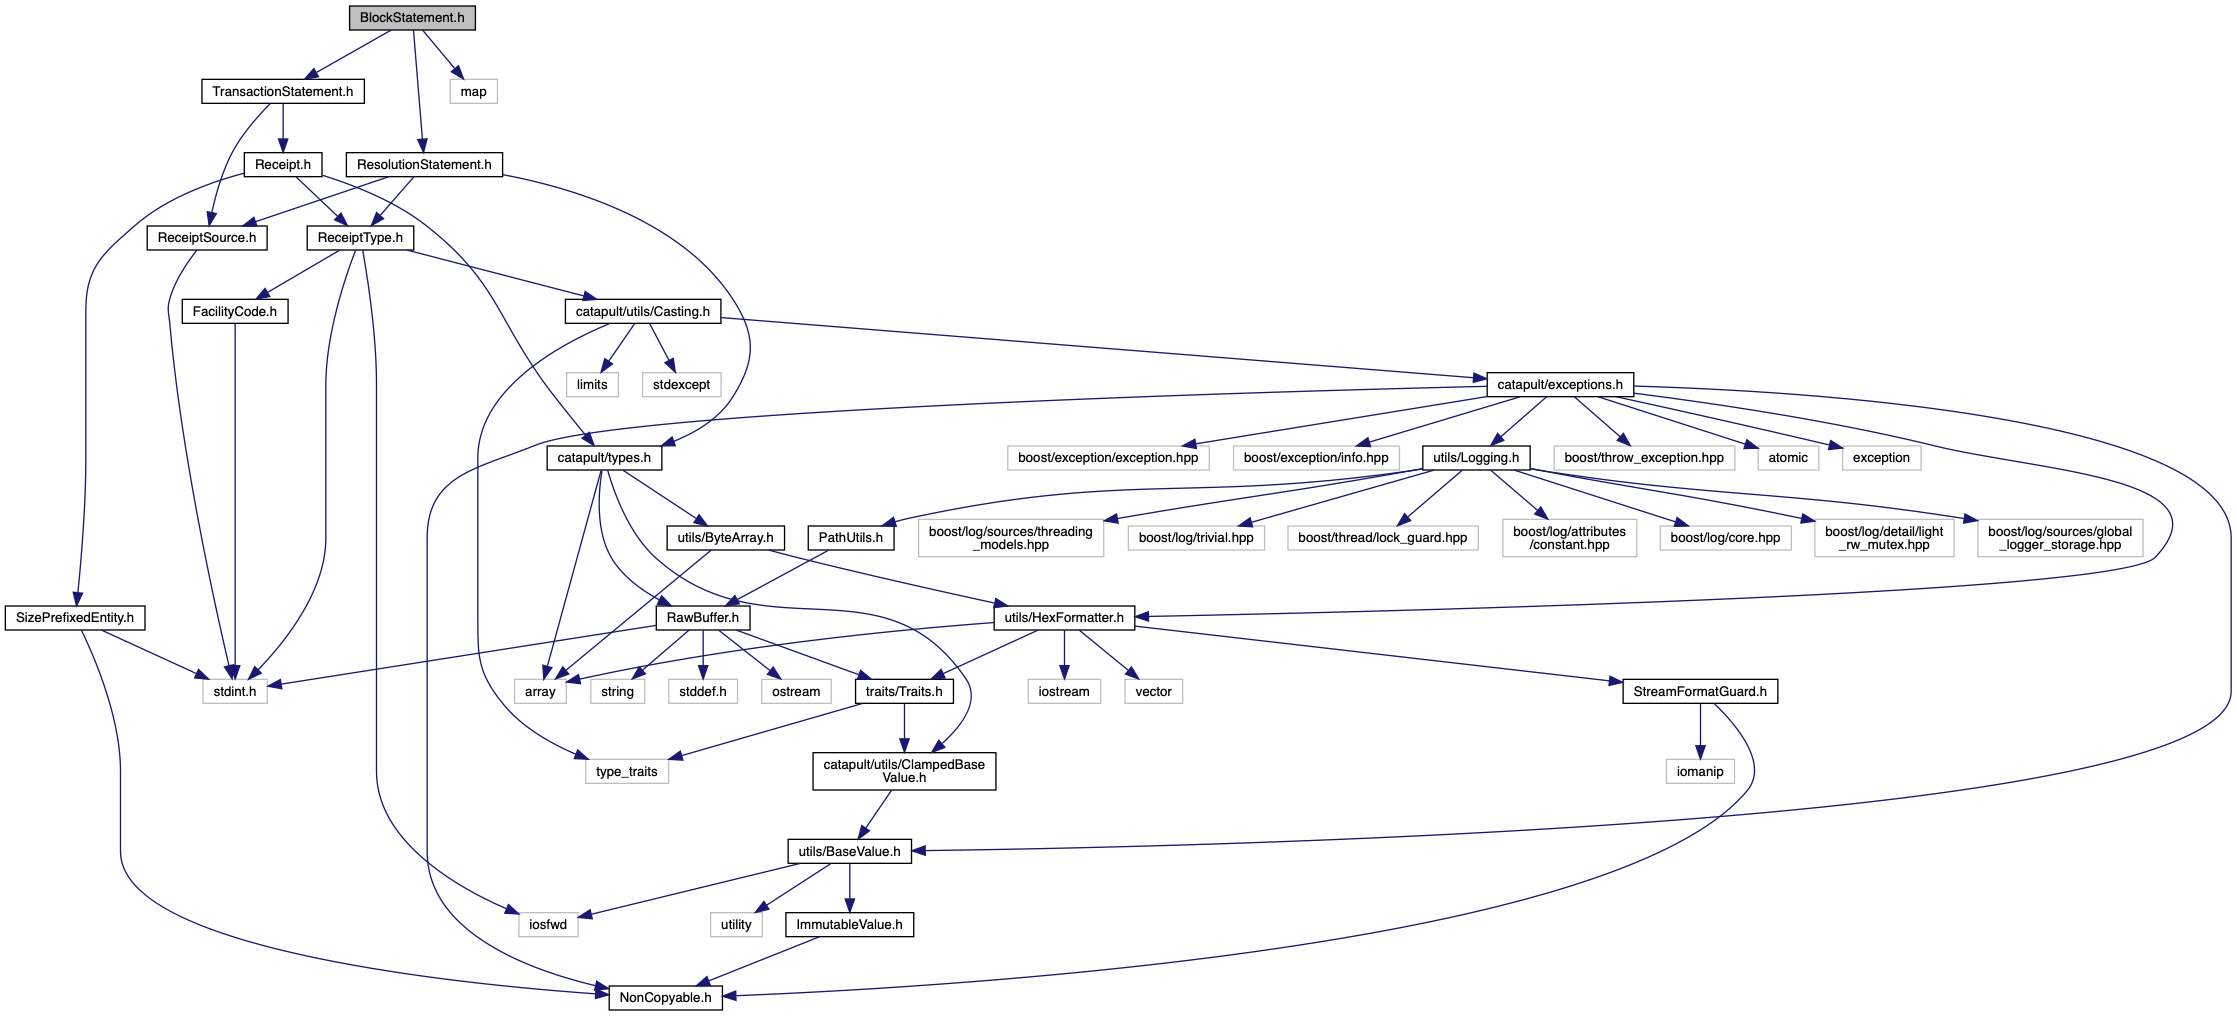 BlockStatement.h
TransactionStatement.h
map
Receipt.h
ResolutionStatement.h
ReceiptSource.h
ReceiptType.h
FacilityCode.h
catapult/utils/Casting.h
limits
stdexcept
catapult/exceptions.h
catapult/types.h
boost/exception/exception.hpp
boost/exception/info.hpp
utils/Logging.h
boost/throw_exception.hpp
atomic
exception
utils/ByteArray.h
PathUtils.h
boost/log/sources/threading
_models.hpp
boost/log/trivial.hpp
boost/thread/lock_guard.hpp
boost/log/attributes
/constant.hpp
boost/log/core.hpp
boost/log/detail/light
_rw_mutex.hpp
boost/log/sources/global
_logger_storage.hpp
SizePrefixedEntity.h
RawBuffer.h
utils/HexFormatter.h
stdint.h
array
string
stddef.h
ostream
traits/Traits.h
iostream
vector
StreamFormatGuard.h
type_traits
catapult/utils/ClampedBase
Value.h
iomanip
utils/BaseValue.h
iosfwd
utility
ImmutableValue.h
NonCopyable.h